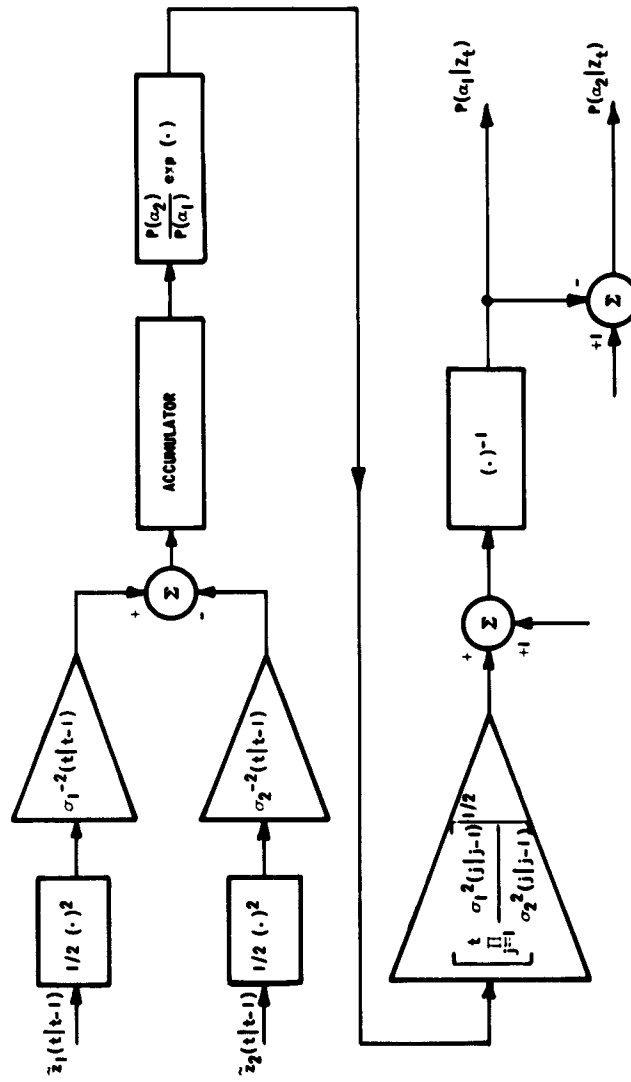 z̃₁(t|t-1)
1/2 (·)²
σ₁⁻²(t|t-1)
+
z̃₂(t|t-1)
1/2 (·)²
σ₂⁻²(t|t-1)
-
Σ
ACCUMULATOR
P(α₂)
P(α₁)
exp (·)
[ t Π j=1 σ₁²(j|j-1) / σ₂²(j|j-1) ] 1/2
+
Σ
+1
(·)⁻¹
P(α₁|Z_t)
-
+1
Σ
P(α₂|Z_t)